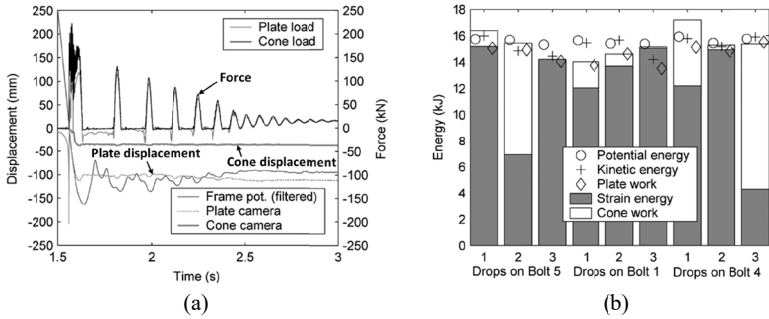 250
200
150
100
50
0
-50
-100
-150
-200
-250
Displacement (mm)
Plate load
Cone load
Force
Plate displacement
Cone displacement
Frame pot. (filtered)
Plate camera
Cone camera
250
200
150
100
50
0
-50
-100
-150
-200
250
Force (kN)
1.5 2 2.5 3
Time (s)
(a)
18
16
14
12
10
8
6
4
2
0
Energy (kJ)
Potential energy
Kinetic energy
Plate work
Strain energy
Cone work
1 2 3 1 2 3 1 2 3
Drops on Bolt 5 Drops on Bolt 1 Drops on Bolt 4
(b)